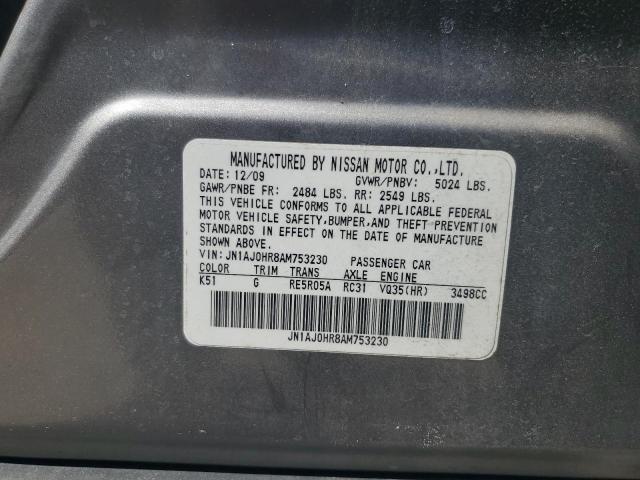 MANUFACTURED BY NISSAN MOTOR CO.,LTD.
DATE: 12/09 GVWR/PNBV: 5024 LBS.
GAWR/PNBE FR: 2484 LBS. RR: 2549 LBS.
THIS VEHICLE CONFORMS TO ALL APPLICABLE FEDERAL
MOTOR VEHICLE SAFETY,BUMPER,AND THEFT PREVENTION
STANDARDS IN EFFECT ON THE DATE OF MANUFACTURE
SHOWN ABOVE.
VIN: JN1AJ0HR8AM753230 PASSENGER CAR
COLOR TRIM TRANS AXLE ENGINE
K51 G RE5R05A RC31 VQ35(HR) 3498CC
JN1AJ0HR8AM753230